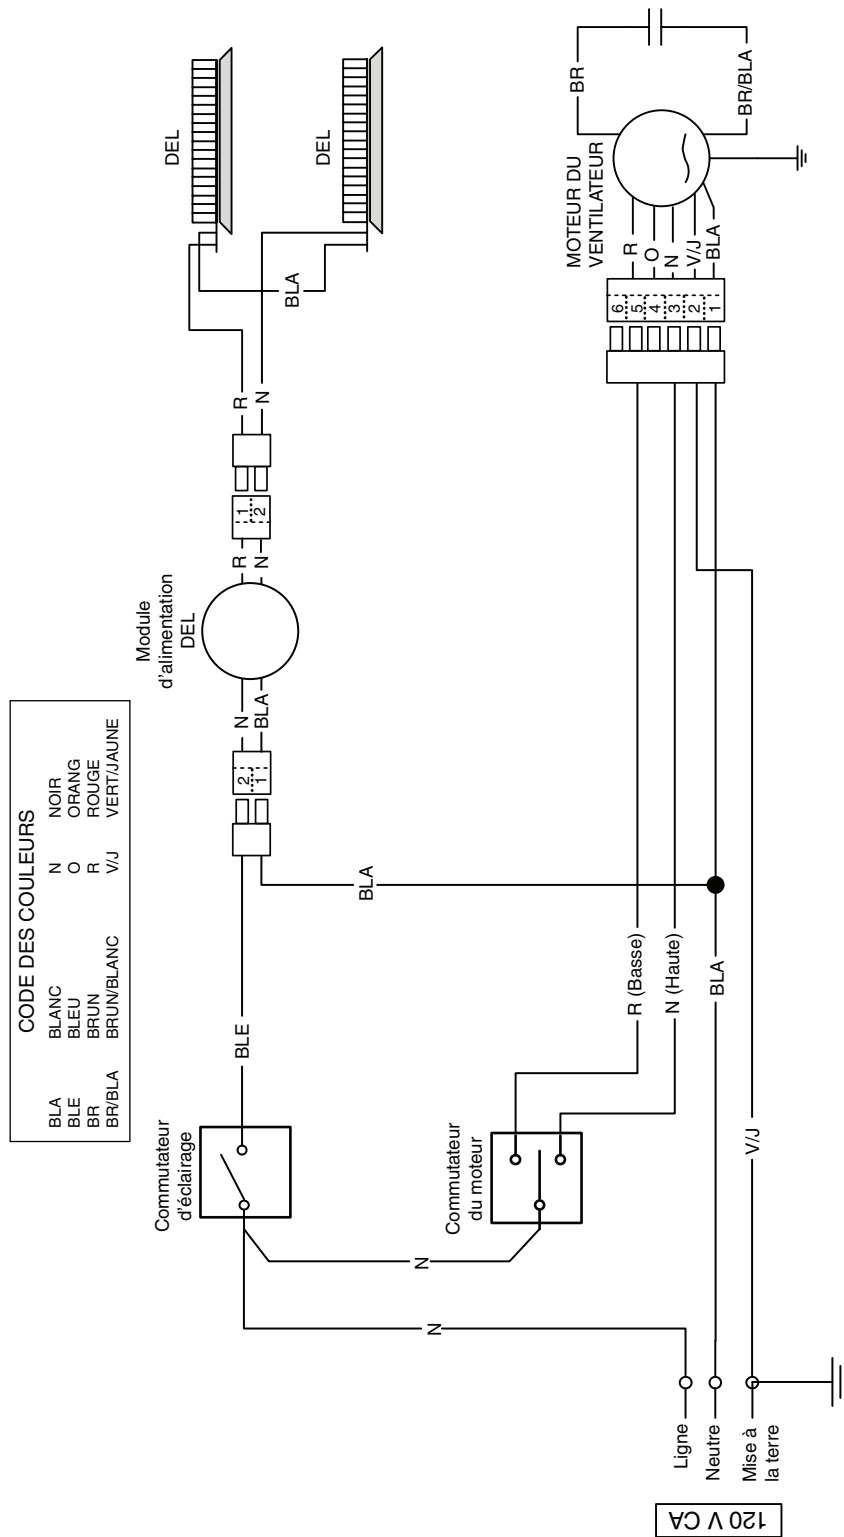 CODE DES COULEURS
BLA BLANC N NOIR
BLE BLEU O ORANG
BR BRUN R ROUGE
BR/BLA BRUN/BLANC V/J VERT/JAUNE
120 V CA
Ligne
Neutre
Mise à
la terre
N
N
Commutateur
d'éclairage
Commutateur
du moteur
BLE
BLA
R (Basse)
N (Haute)
BLA
V/J
2
1
N
BLA
Module
d'alimentation
DEL
R
N
1
2
R
N
BLA
DEL
DEL
6
5
4
3
2
1
R
O
N
V/J
BLA
MOTEUR DU
VENTILATEUR
BR
BR/BLA